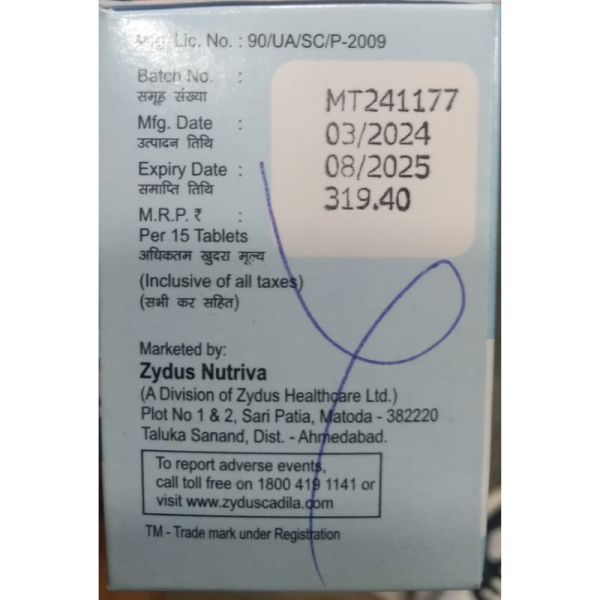 Mfg. Lic. No. : 90/UA/SC/P-2009
Batch No. : MT241177
समूह संख्या
Mfg. Date : 03/2024
उत्पादन तिथि
Expiry Date : 08/2025
समाप्ति तिथि
M.R.P. ₹ : 319.40
Per 15 Tablets
अधिकतम खुदरा मूल्य
(Inclusive of all taxes)
(सभी कर सहित)
Marketed by:
Zydus Nutriva
(A Division of Zydus Healthcare Ltd.)
Plot No 1 & 2, Sari Patia, Matoda - 382220
Taluka Sanand, Dist. - Ahmedabad.
To report adverse events,
call toll free on 1800 419 1141 or
visit www.zyduscadila.com
TM - Trade mark under Registration